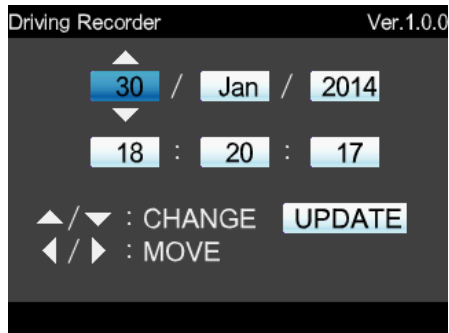 Driving Recorder Ver.1.0.0
30 / Jan / 2014
18 : 20 : 17
▲/▼ : CHANGE UPDATE
◀/▶ : MOVE